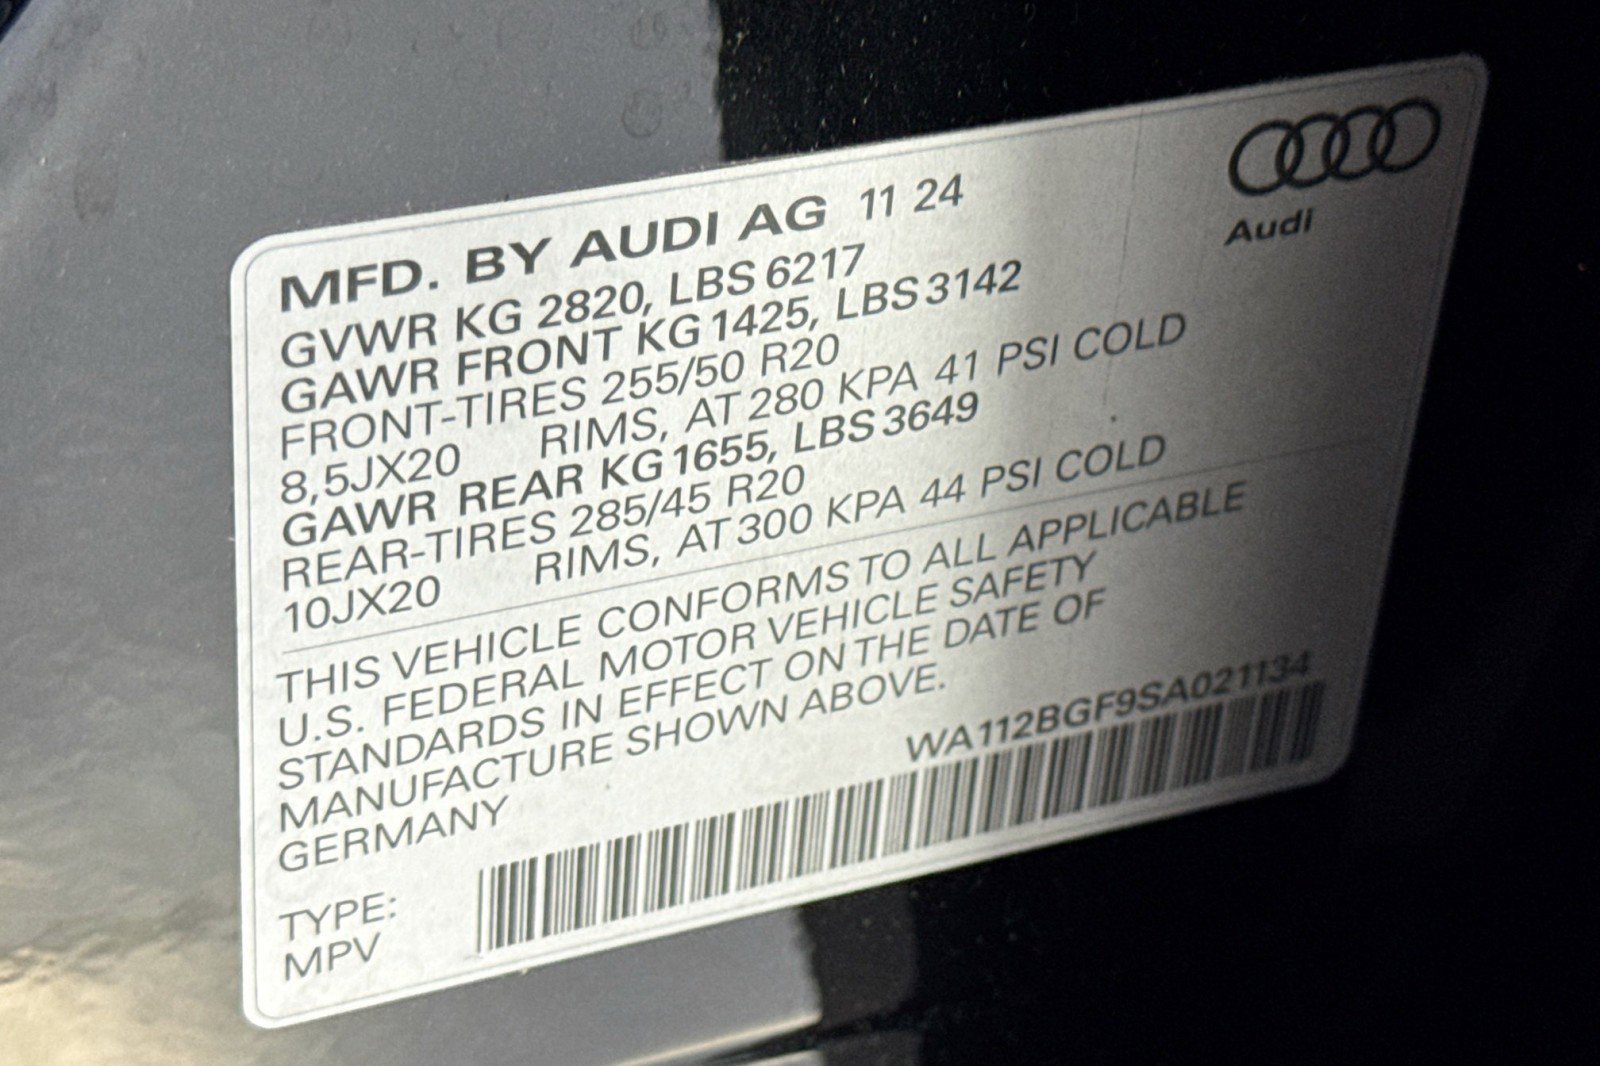 MFD. BY AUDI AG 11 24
GVWR KG 2820, LBS 6217
GAWR FRONT KG 1425, LBS 3142
FRONT-TIRES 255/50 R20
8,5JX20 RIMS, AT 280 KPA 41 PSI COLD
GAWR REAR KG 1655, LBS 3649
REAR-TIRES 285/45 R20
10JX20 RIMS, AT 300 KPA 44 PSI COLD
THIS VEHICLE CONFORMS TO ALL APPLICABLE
U.S. FEDERAL MOTOR VEHICLE SAFETY
STANDARDS IN EFFECT ON THE DATE OF
MANUFACTURE SHOWN ABOVE.
GERMANY
WA112BGF9SA021134
TYPE:
MPV
Audi